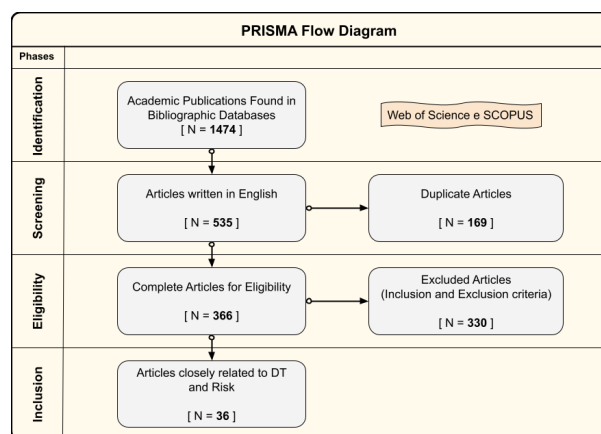 PRISMA Flow Diagram
Phases
Identification
Academic Publications Found in
Bibliographic Databases
[ N = 1474 ]
Web of Science e SCOPUS
Screening
Articles written in English
[ N = 535 ]
Duplicate Articles
[ N = 169 ]
Eligibility
Complete Articles for Eligibility
[ N = 366 ]
Excluded Articles
(Inclusion and Exclusion criteria)
[ N = 330 ]
Inclusion
Articles closely related to DT
and Risk
[ N = 36 ]